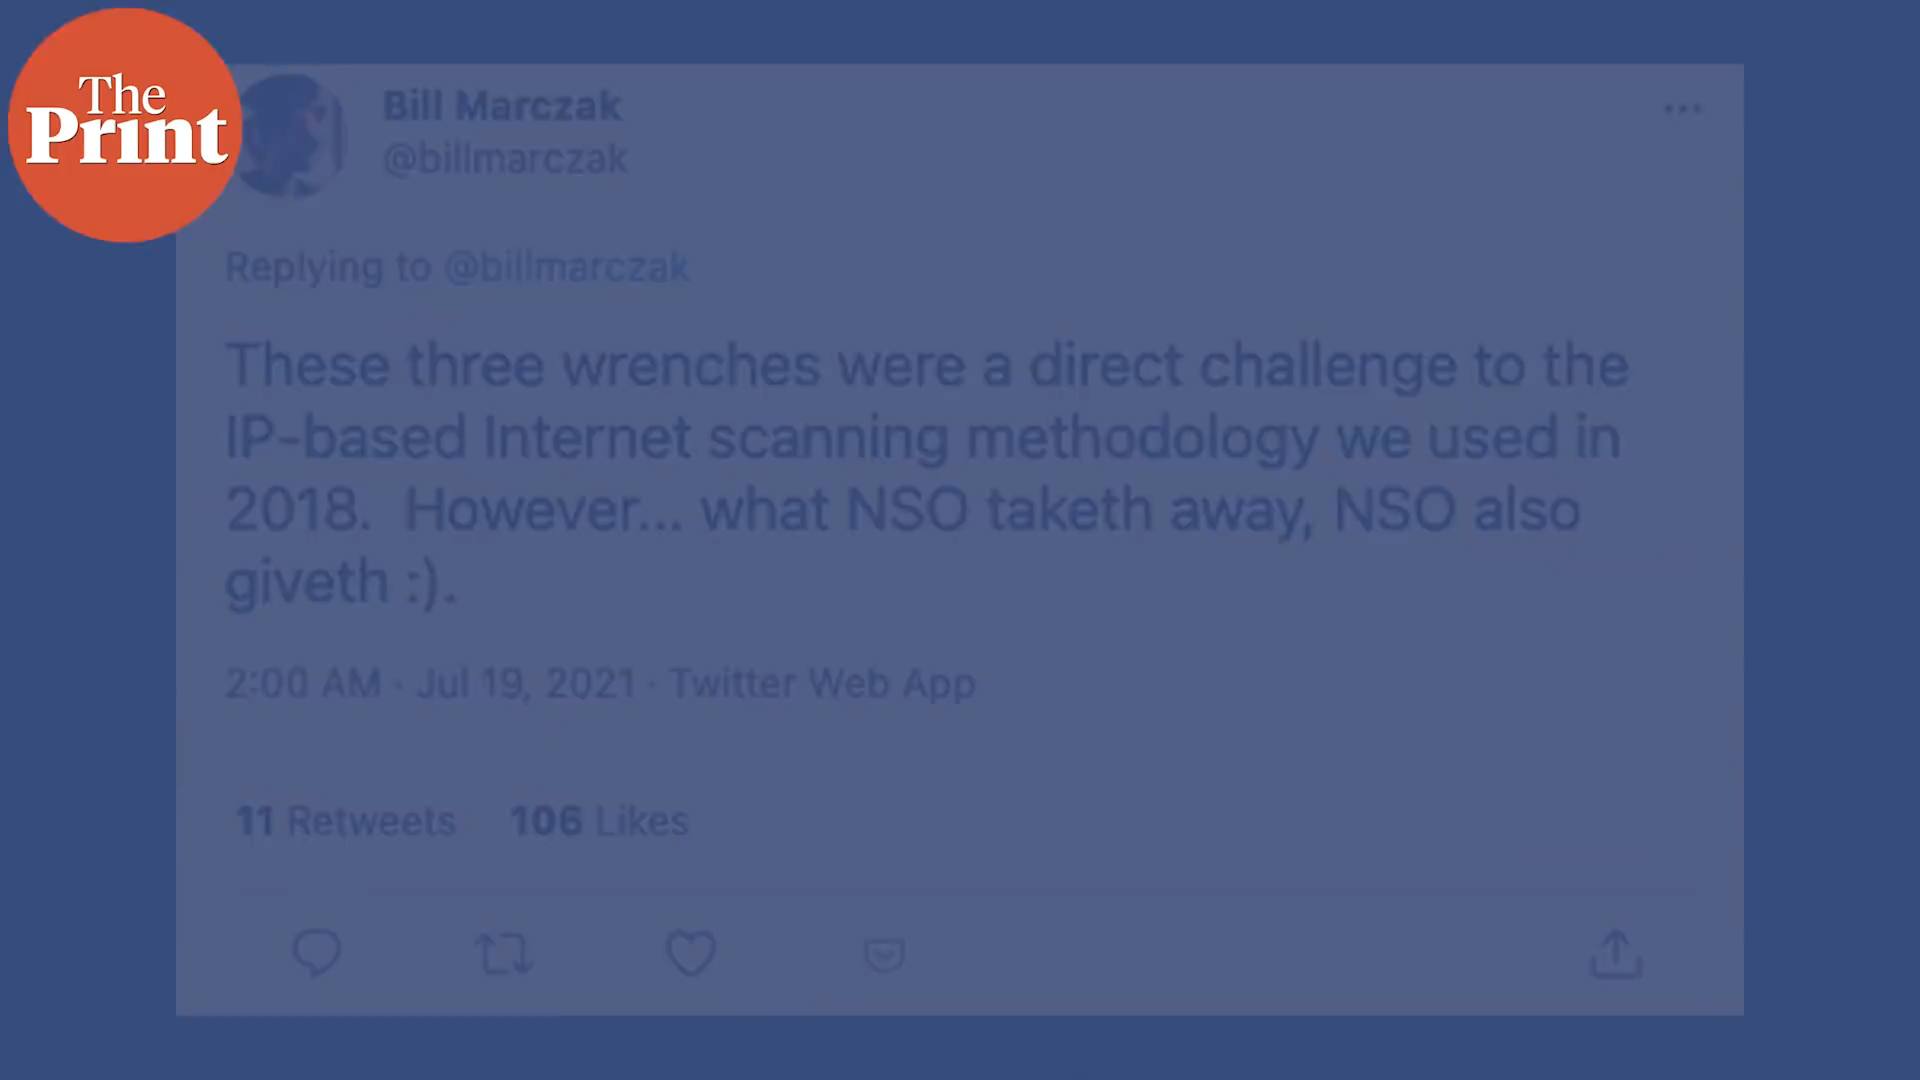 The
Print
Bill Marczak
@billmarczak
Replying to @billmarczak
These three wrenches were a direct challenge to the
IP-based Internet scanning methodology we used in
2018. However... what NSO taketh away, NSO also
giveth :).
2:00 AM · Jul 19, 2021 · Twitter Web App
11 Retweets 106 Likes